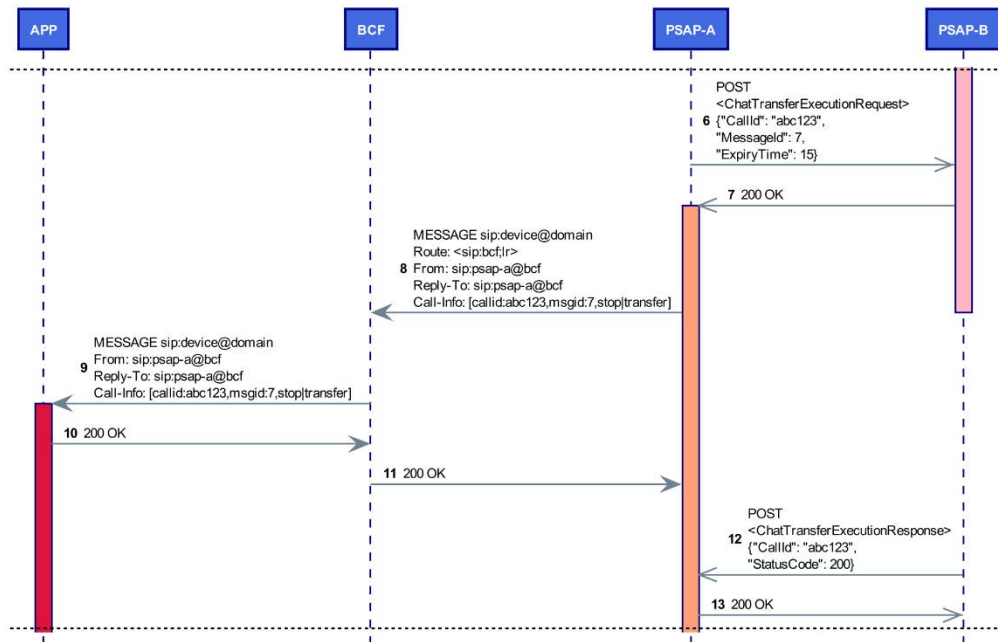 APP
BCF
PSAP-A
PSAP-B
POST
<ChatTransferExecutionRequest>
6 {"CallId": "abc123",
"MessageId": 7,
"ExpiryTime": 15}
7 200 OK
MESSAGE sip:device@domain
Route: <sip:bcf;lr>
8 From: sip:psap-a@bcf
Reply-To: sip:psap-a@bcf
Call-Info: [callid:abc123,msgid:7,stop|transfer]
MESSAGE sip:device@domain
9 From: sip:psap-a@bcf
Reply-To: sip:psap-a@bcf
Call-Info: [callid:abc123,msgid:7,stop|transfer]
10 200 OK
11 200 OK
POST
<ChatTransferExecutionResponse>
12 {"CallId": "abc123",
"StatusCode": 200}
13 200 OK